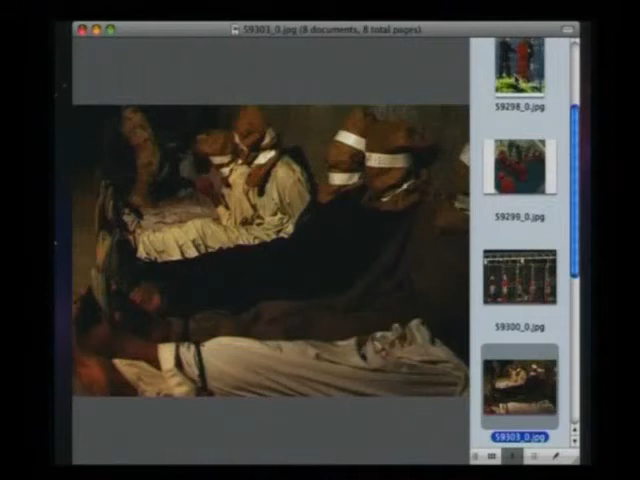 59303_0.jpg (8 documents, 8 total pages)
59298_0.jpg
59299_0.jpg
59300_0.jpg
59303_0.jpg